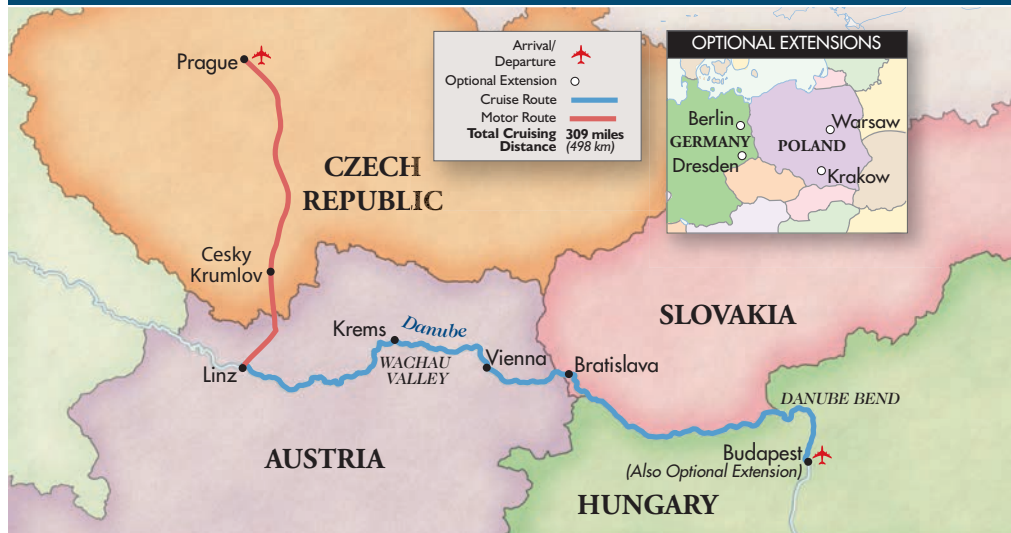 Prague
CZECH
REPUBLIC
Cesky
Krumlov
Arrival/
Departure
Optional Extension
Cruise Route
Motor Route
Total Cruising 309 miles
Distance (498 km)
OPTIONAL EXTENSIONS
Berlin
GERMANY
Dresden
Warsaw
POLAND
Krakow
SLOVAKIA
Krems
Danube
WACHAU
VALLEY
Vienna
Bratislava
Linz
AUSTRIA
DANUBE BEND
Budapest
(Also Optional Extension)
HUNGARY